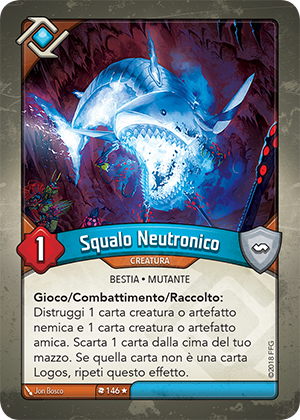 Squalo Neutronico
CREATURA
1
BESTIA • MUTANTE
Gioco/Combattimento/Raccolto:
Distruggi 1 carta creatura o artefatto
nemica e 1 carta creatura o artefatto
amica. Scarta 1 carta dalla cima del tuo
mazzo. Se quella carta non è una carta
Logos, ripeti questo effetto.
Jon Bosco
146★
©2018 FFG